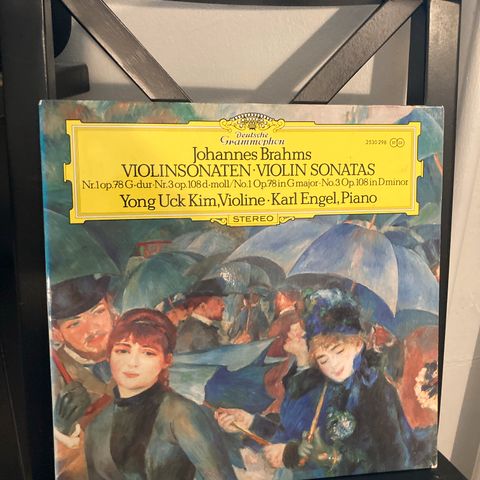 Deutsche
Grammophon
2530 298
Johannes Brahms
VIOLINSONATEN · VIOLIN SONATAS
Nr.1 op.78 G-dur · Nr.3 op.108 d-moll / No.1 Op.78 in G major · No.3 Op.108 in D minor
Yong Uck Kim, Violine · Karl Engel, Piano
STEREO